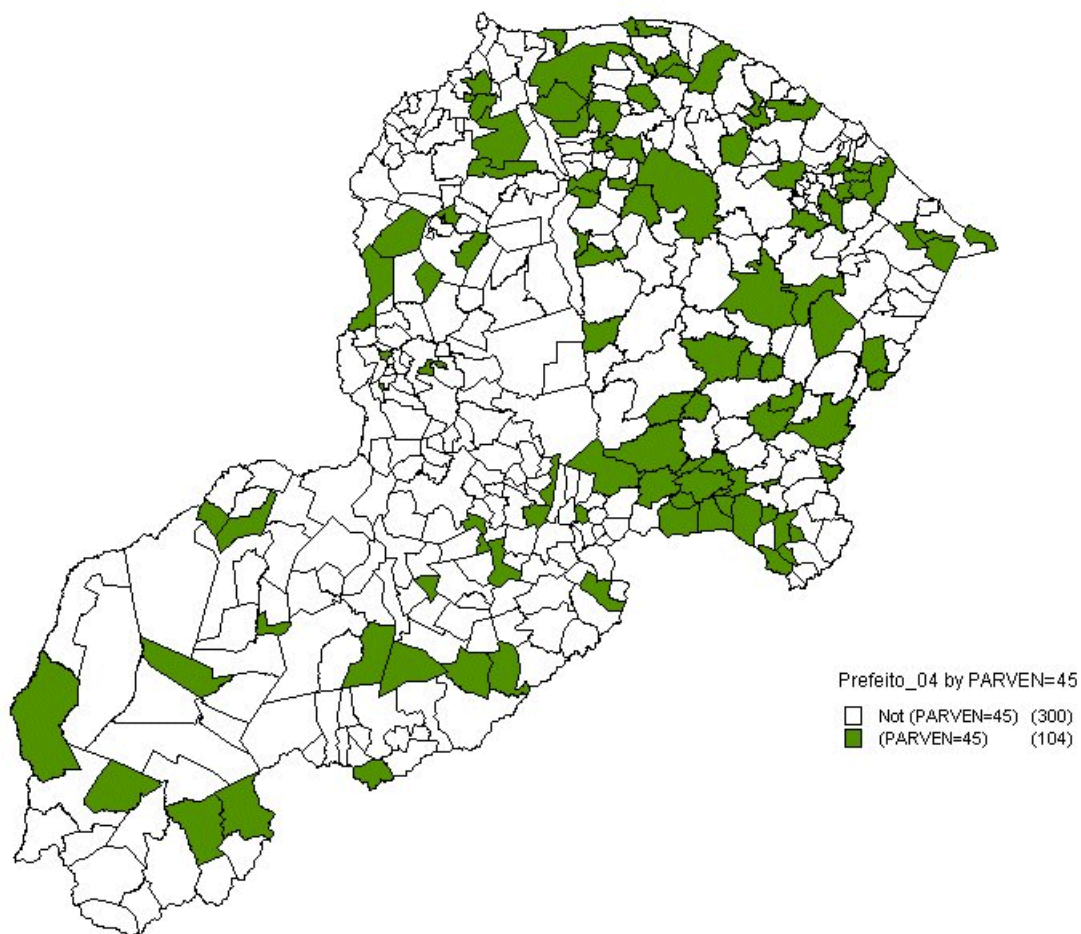 Prefeito_04 by PARVEN=45
Not (PARVEN=45) (300)
(PARVEN=45) (104)